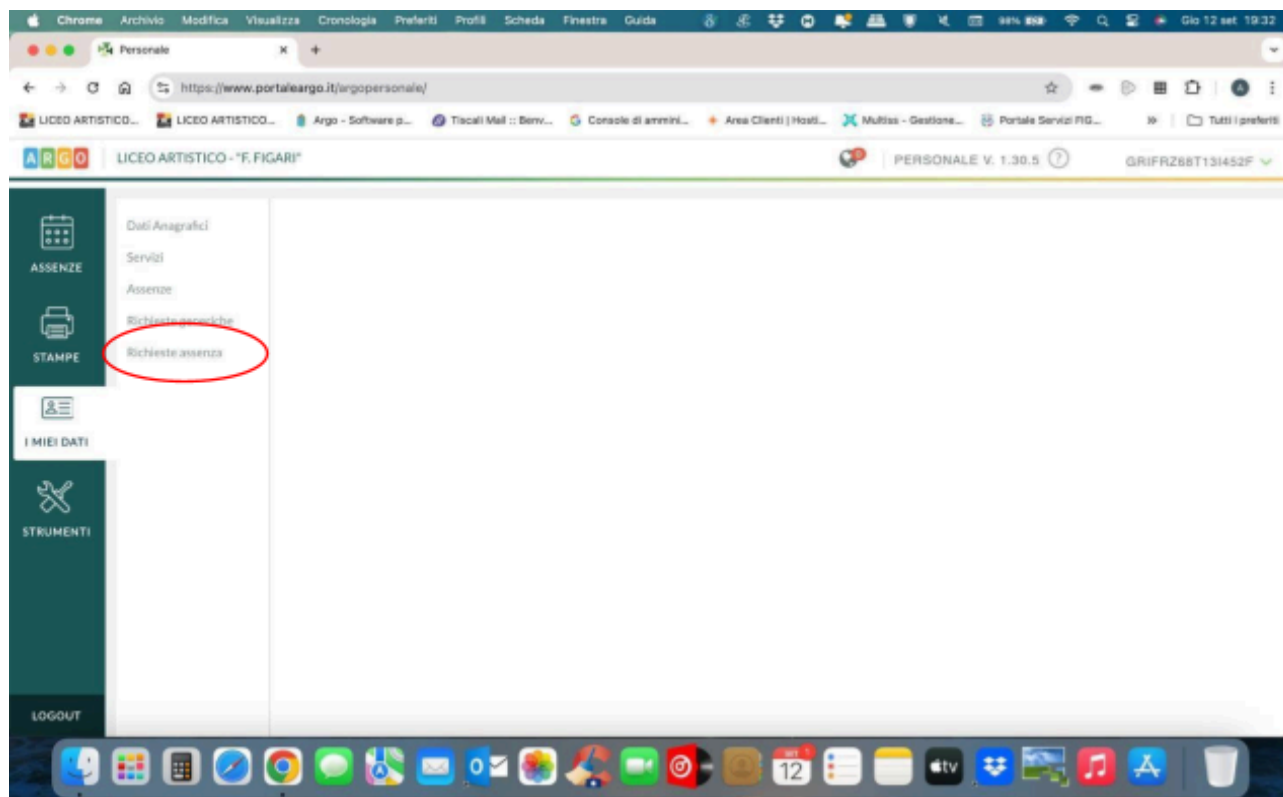 Chrome Archivio Modifica Visualizza Cronologia Preferiti Profili Scheda Finestra Guida 98% Gio 12 set 19:32
Personale
https://www.portaleargo.it/argopersonale/
LICEO ARTISTICO... LICEO ARTISTICO... Argo - Software p... Tiscali Mail :: Benv... Console di ammini... Area Clienti | Hosti... Multiss - Gestione... Portale Servizi FIG... Tutti i preferiti
ARGO LICEO ARTISTICO - "F. FIGARI" PERSONALE V. 1.30.5 GRIFRZ68T13I452F
ASSENZE
STAMPE
I MIEI DATI
STRUMENTI
LOGOUT
Dati Anagrafici
Servizi
Assenze
Richieste generiche
Richieste assenza
SET
12
tv